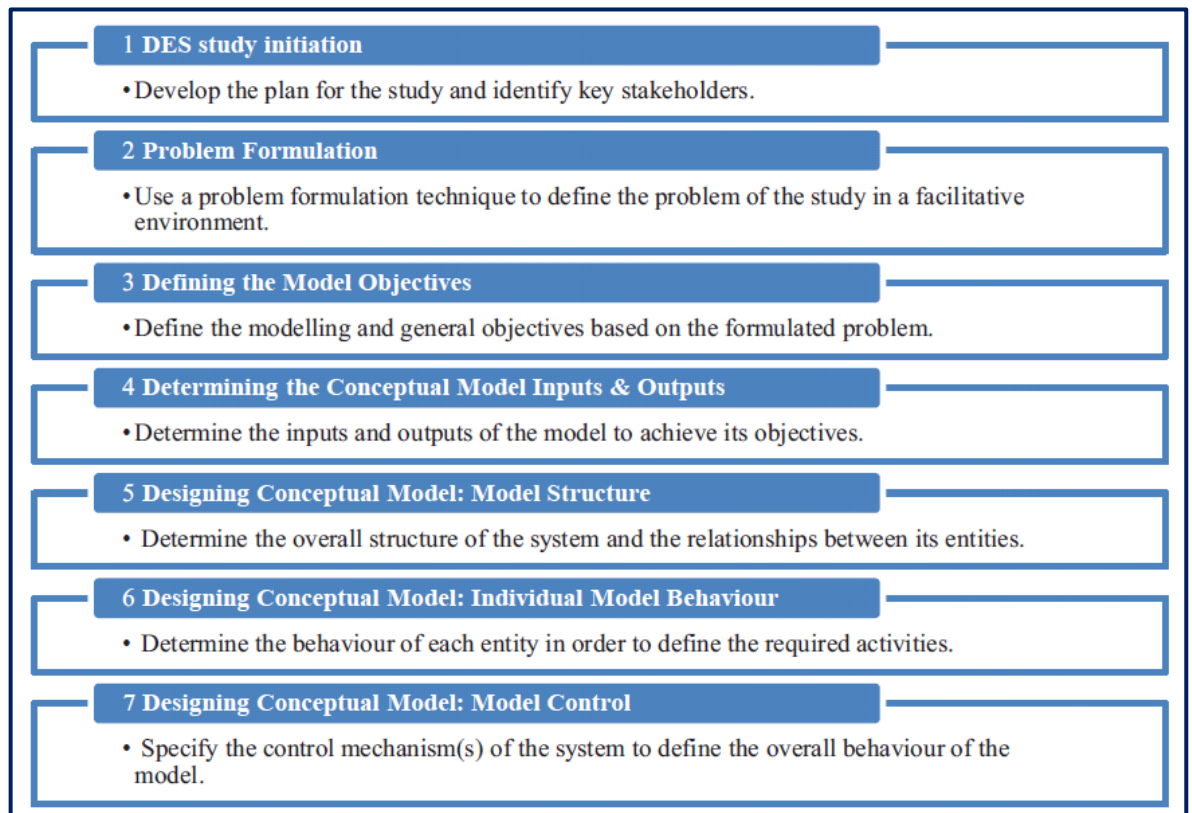 1 DES study initiation
•Develop the plan for the study and identify key stakeholders.
2 Problem Formulation
•Use a problem formulation technique to define the problem of the study in a facilitative
environment.
3 Defining the Model Objectives
•Define the modelling and general objectives based on the formulated problem.
4 Determining the Conceptual Model Inputs & Outputs
•Determine the inputs and outputs of the model to achieve its objectives.
5 Designing Conceptual Model: Model Structure
• Determine the overall structure of the system and the relationships between its entities.
6 Designing Conceptual Model: Individual Model Behaviour
• Determine the behaviour of each entity in order to define the required activities.
7 Designing Conceptual Model: Model Control
• Specify the control mechanism(s) of the system to define the overall behaviour of the
model.